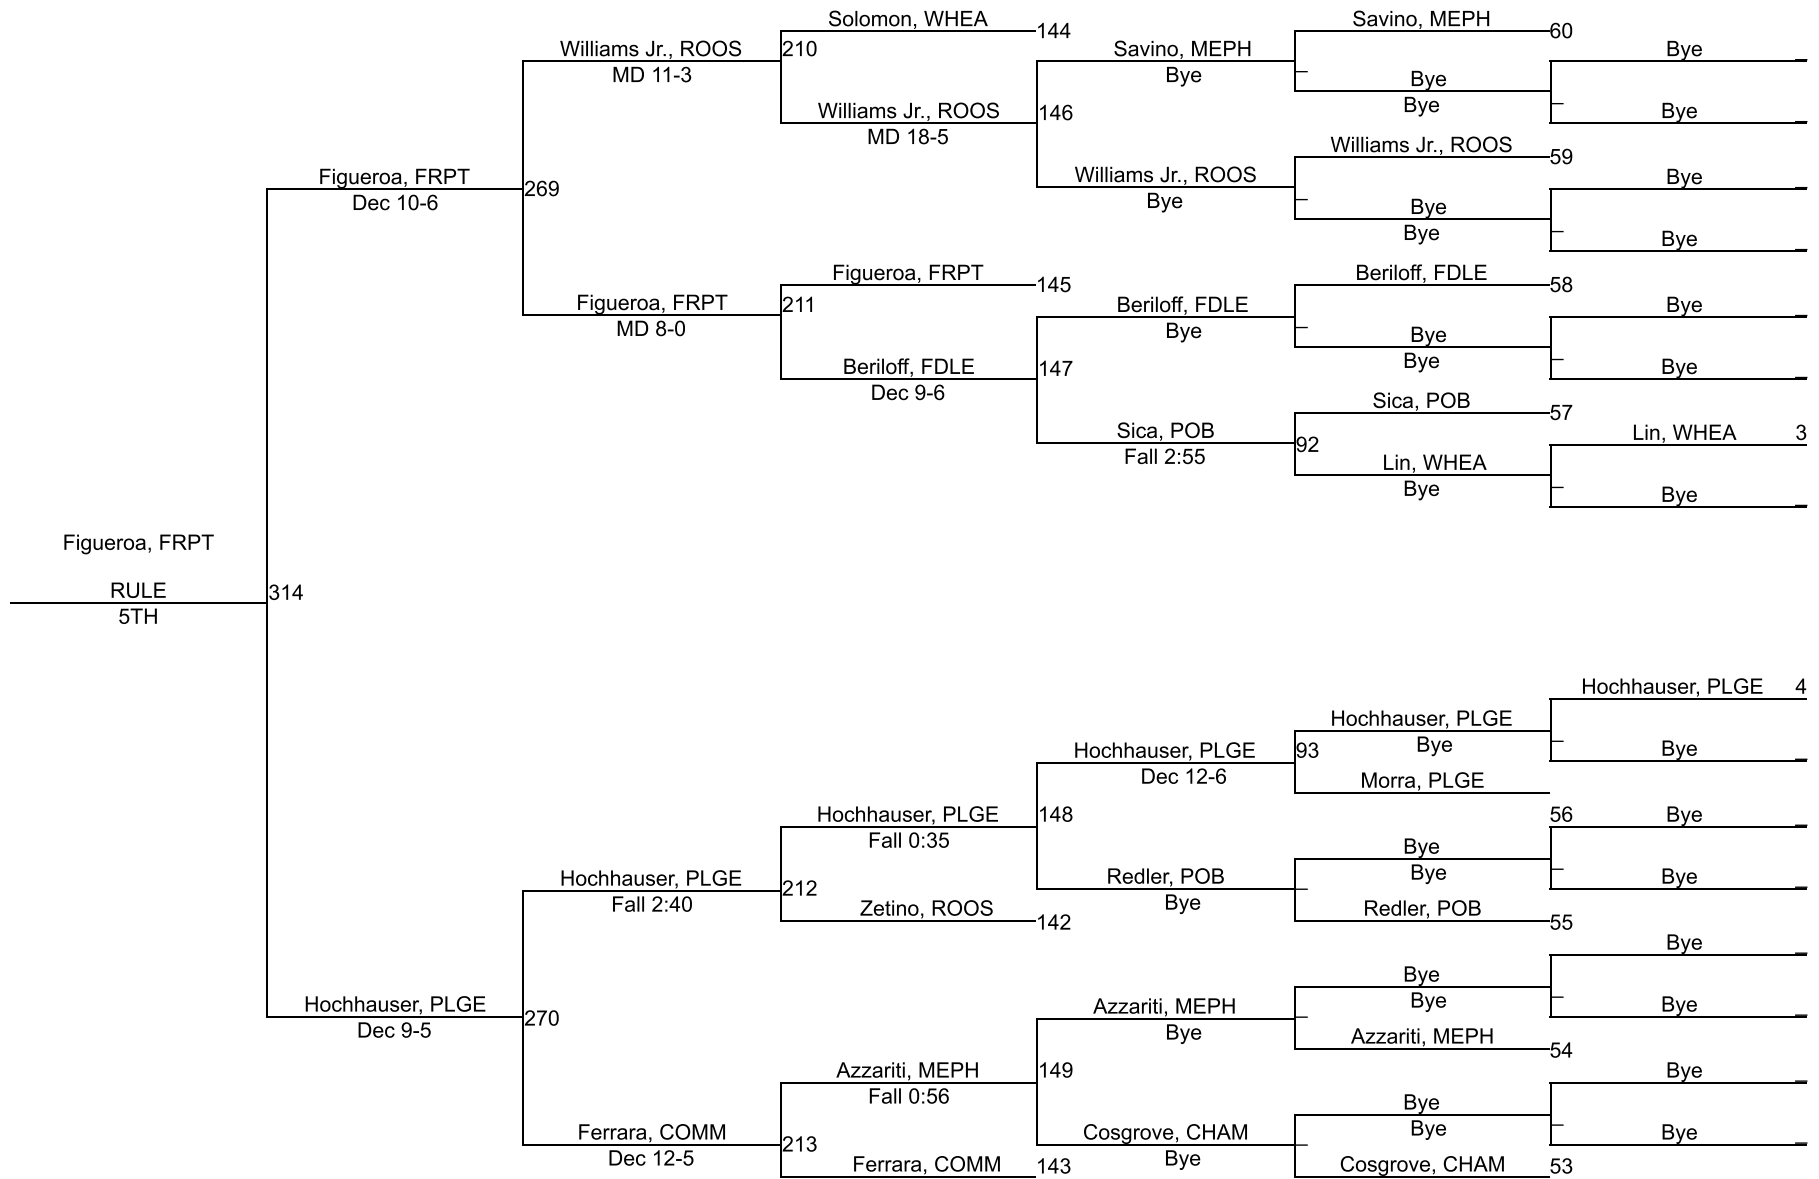 Solomon, WHEA
144
Savino, MEPH
60
Williams Jr., ROOS
210
Savino, MEPH
Bye
MD 11-3
Bye
Bye
Bye
Williams Jr., ROOS
146
Bye
MD 18-5
Williams Jr., ROOS
59
Figueroa, FRPT
269
Williams Jr., ROOS
Bye
Dec 10-6
Bye
Bye
Bye
Bye
Figueroa, FRPT
145
Beriloff, FDLE
58
Figueroa, FRPT
211
Beriloff, FDLE
Bye
MD 8-0
Bye
Bye
Bye
Beriloff, FDLE
147
Bye
Dec 9-6
Sica, POB
57
Sica, POB
92
Lin, WHEA
3
Fall 2:55
Lin, WHEA
Bye
Bye
Figueroa, FRPT
RULE
314
5TH
Hochhauser, PLGE
4
Hochhauser, PLGE
Bye
Hochhauser, PLGE
93
Bye
Dec 12-6
Morra, PLGE
Hochhauser, PLGE
148
56
Bye
Fall 0:35
Bye
Bye
Hochhauser, PLGE
212
Redler, POB
Bye
Fall 2:40
Bye
Zetino, ROOS
142
Redler, POB
55
Bye
Bye
Bye
Hochhauser, PLGE
270
Azzariti, MEPH
Bye
Dec 9-5
Bye
Azzariti, MEPH
54
Azzariti, MEPH
149
Bye
Fall 0:56
Bye
Bye
Ferrara, COMM
213
Cosgrove, CHAM
Bye
Dec 12-5
Bye
Ferrara, COMM
143
Cosgrove, CHAM
53